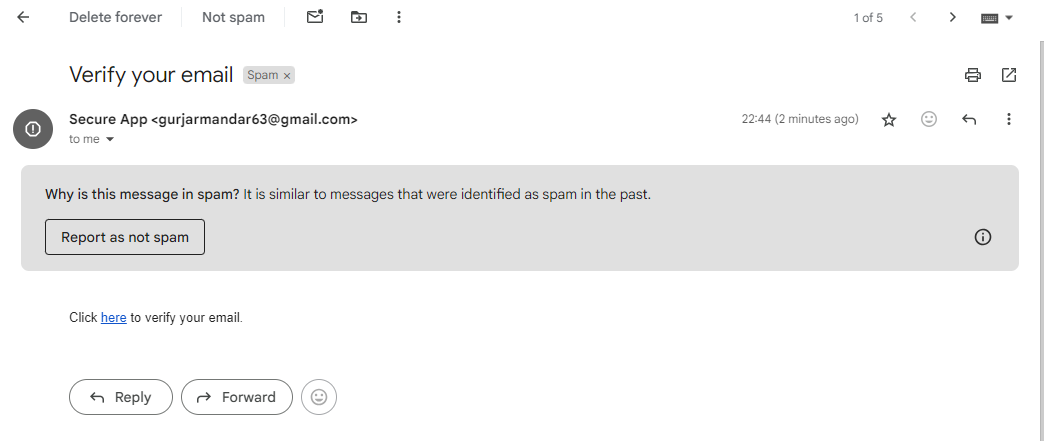 Delete forever Not spam 1 of 5
Verify your email Spam ×
Secure App <gurjarmandar63@gmail.com> 22:44 (2 minutes ago)
to me
Why is this message in spam? It is similar to messages that were identified as spam in the past.
Report as not spam
Click here to verify your email.
Reply Forward